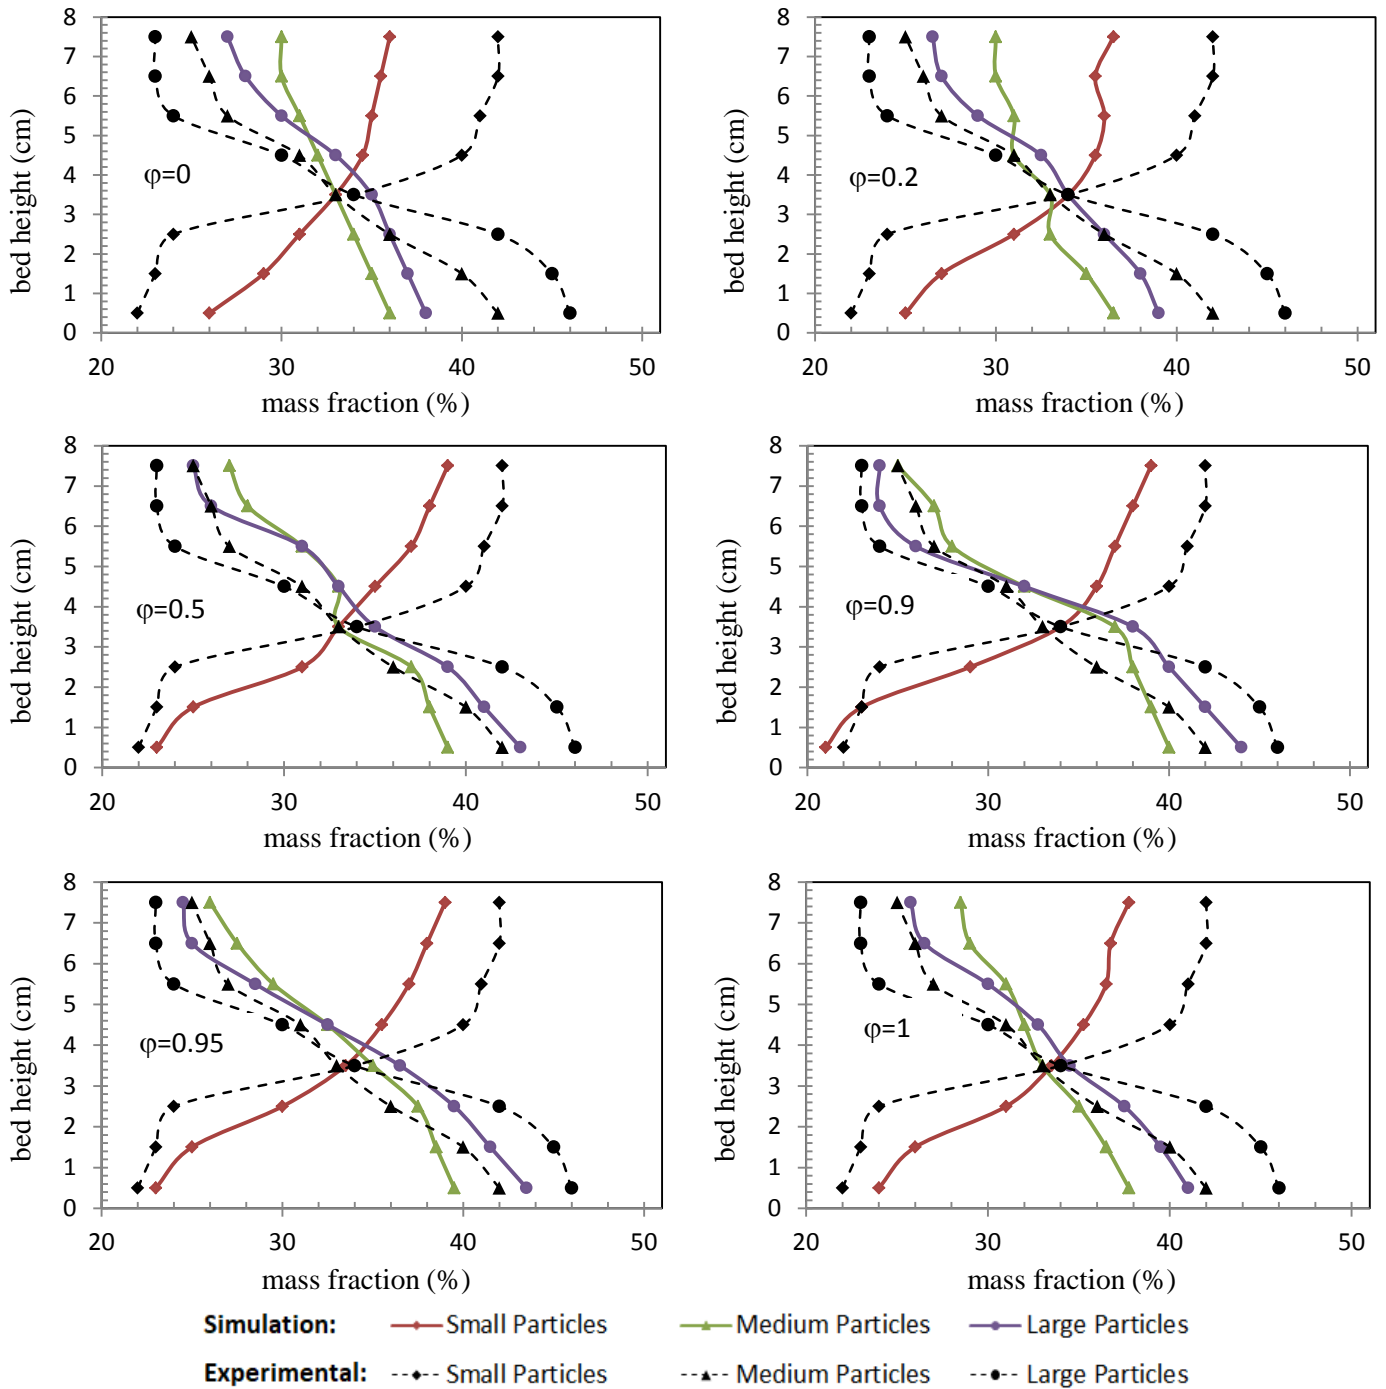 8
7
6
5
4
3
2
1
0
bed height (cm)
φ=0
20 30 40 50
mass fraction (%)
8
7
6
5
4
3
2
1
0
bed height (cm)
φ=0.2
20 30 40 50
mass fraction (%)
8
7
6
5
4
3
2
1
0
bed height (cm)
φ=0.5
20 30 40 50
mass fraction (%)
8
7
6
5
4
3
2
1
0
bed height (cm)
φ=0.9
20 30 40 50
mass fraction (%)
8
7
6
5
4
3
2
1
0
bed height (cm)
φ=0.95
20 30 40 50
mass fraction (%)
8
7
6
5
4
3
2
1
0
bed height (cm)
φ=1
20 30 40 50
mass fraction (%)
Simulation: Small Particles Medium Particles Large Particles
Experimental: Small Particles Medium Particles Large Particles